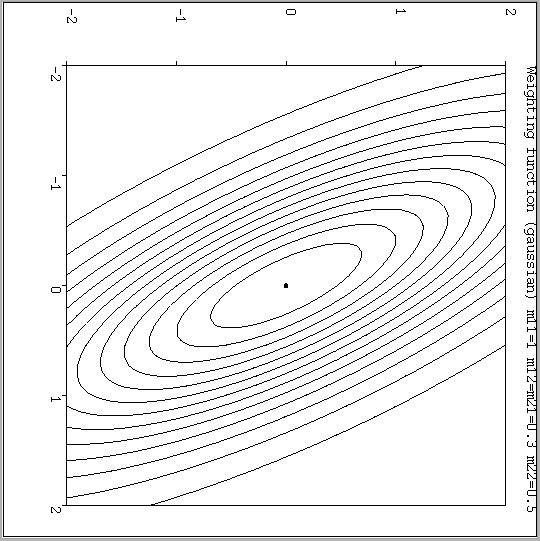 Weighting function (gaussian) m11=1 m12=m21=0.3 m22=0.5
2
1
0
-1
-2
-2 -1 0 1 2